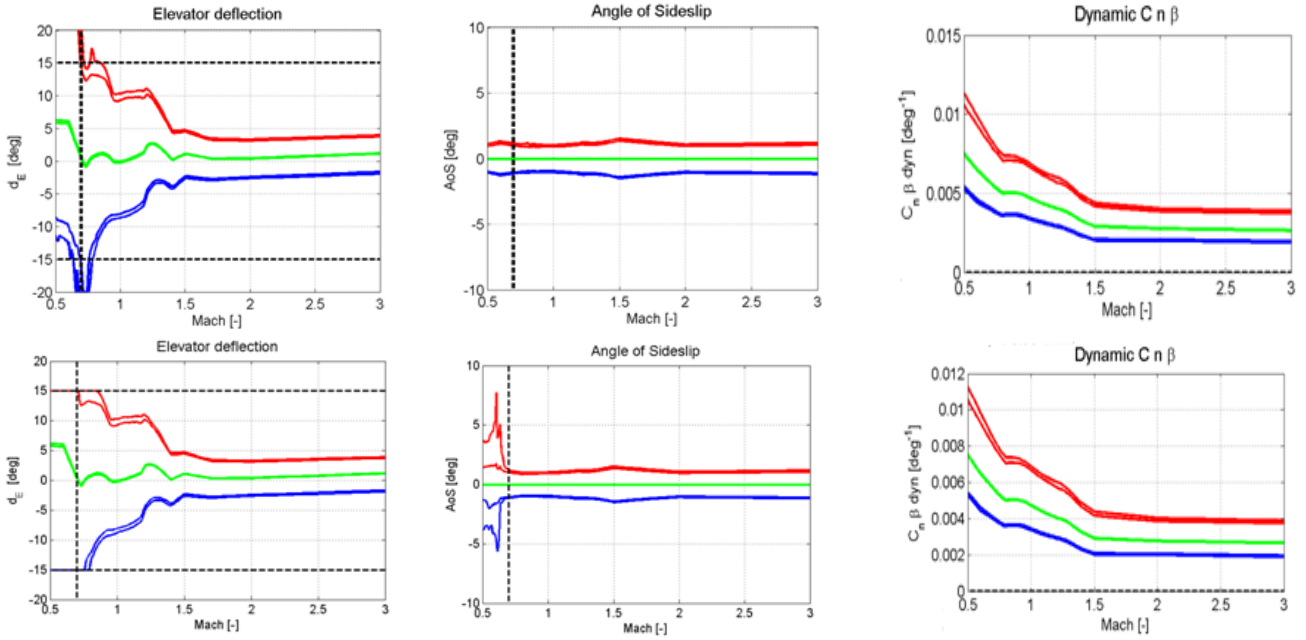 Elevator deflection
20
15
10
5
0
-5
-10
-15
-20
d_E [deg]
0.5 1 1.5 2 2.5 3
Mach [-]
Angle of Sideslip
10
5
0
-5
-10
AoS [deg]
0.5 1 1.5 2 2.5 3
Mach [-]
Dynamic C n β
0.015
0.01
0.005
0
C_n β dyn [deg⁻¹]
0.5 1 1.5 2 2.5 3
Mach [-]
Elevator deflection
20
15
10
5
0
-5
-10
-15
-20
d_E [deg]
0.5 1 1.5 2 2.5 3
Mach [-]
Angle of Sideslip
10
5
0
-5
-10
AoS [deg]
0.5 1 1.5 2 2.5 3
Mach [-]
Dynamic C n β
0.012
0.01
0.008
0.006
0.004
0.002
0
C_n β dyn [deg⁻¹]
0.5 1 1.5 2 2.5 3
Mach [-]